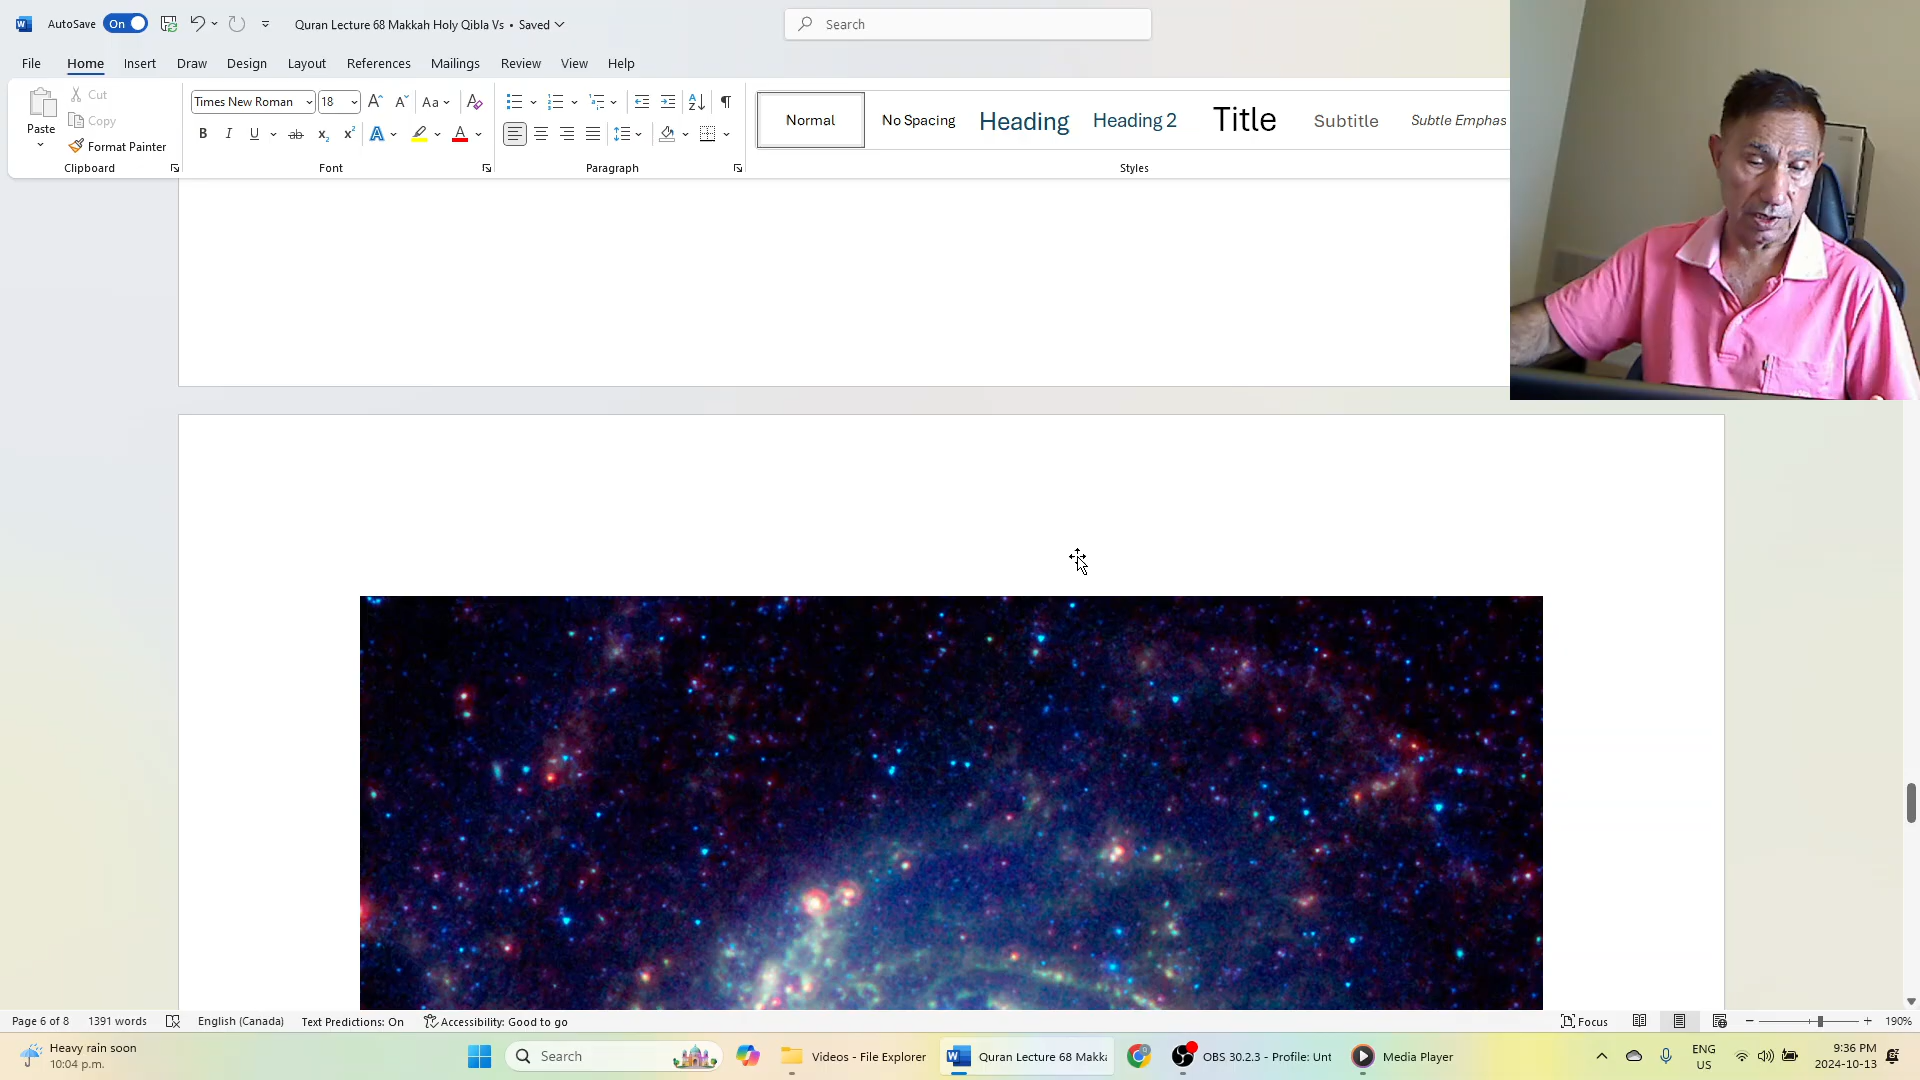 AutoSave On Quran Lecture 68 Makkah Holy Qibla Vs • Saved Search
File Home Insert Draw Design Layout References Mailings Review View Help
Paste Cut Copy Format Painter
Times New Roman 18 Aa
Normal No Spacing Heading Heading 2 Title Subtitle Subtle Emphas
Clipboard Font Paragraph Styles
Page 6 of 8 1391 words English (Canada) Text Predictions: On Accessibility: Good to go Focus 190%
Heavy rain soon
10:04 p.m.
Search Videos - File Explorer Quran Lecture 68 Makka OBS 30.2.3 - Profile: Unt Media Player
ENG
US
9:36 PM
2024-10-13